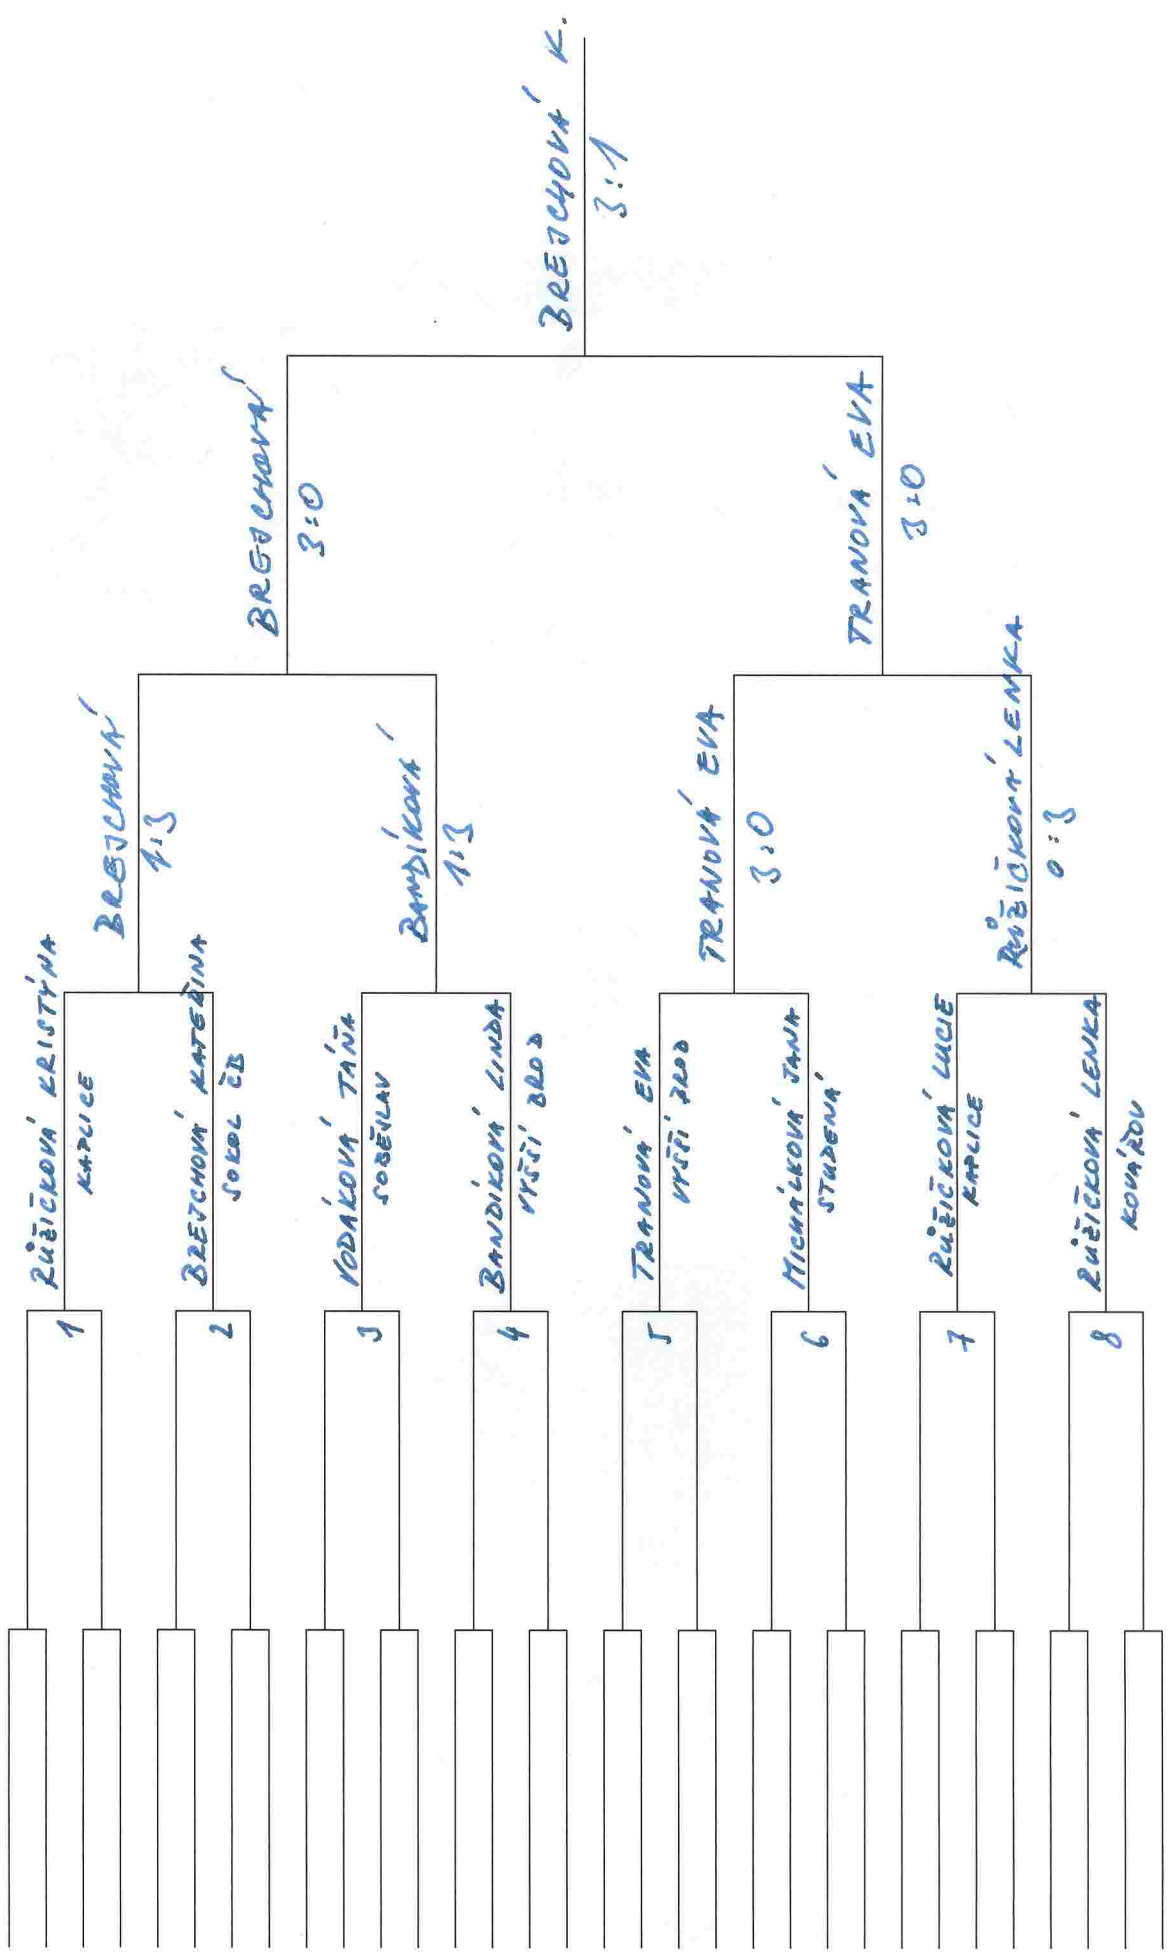 1
RŮŽIČKOVÁ KRISTÝNA
KAPLICE
2
BREJCHOVÁ KATEŘINA
SOKOL ČB
3
VODÁKOVÁ TÁŇA
SOBĚSLAV
4
BANDÍKOVÁ LINDA
VYŠŠÍ BROD
5
TRANOVÁ EVA
VYŠŠÍ BROD
6
MICHÁLKOVÁ JANA
STUDENÁ
7
RŮŽIČKOVÁ LUCIE
KAPLICE
8
RŮŽIČKOVÁ LENKA
KOVÁŘOV
BREJCHOVÁ
1:3
BANDÍKOVÁ
1:3
TRANOVÁ EVA
3:0
RŮŽIČKOVÁ LENKA
0:3
BREJCHOVÁ
3:0
TRANOVÁ EVA
3:0
BREJCHOVÁ K.
3:1